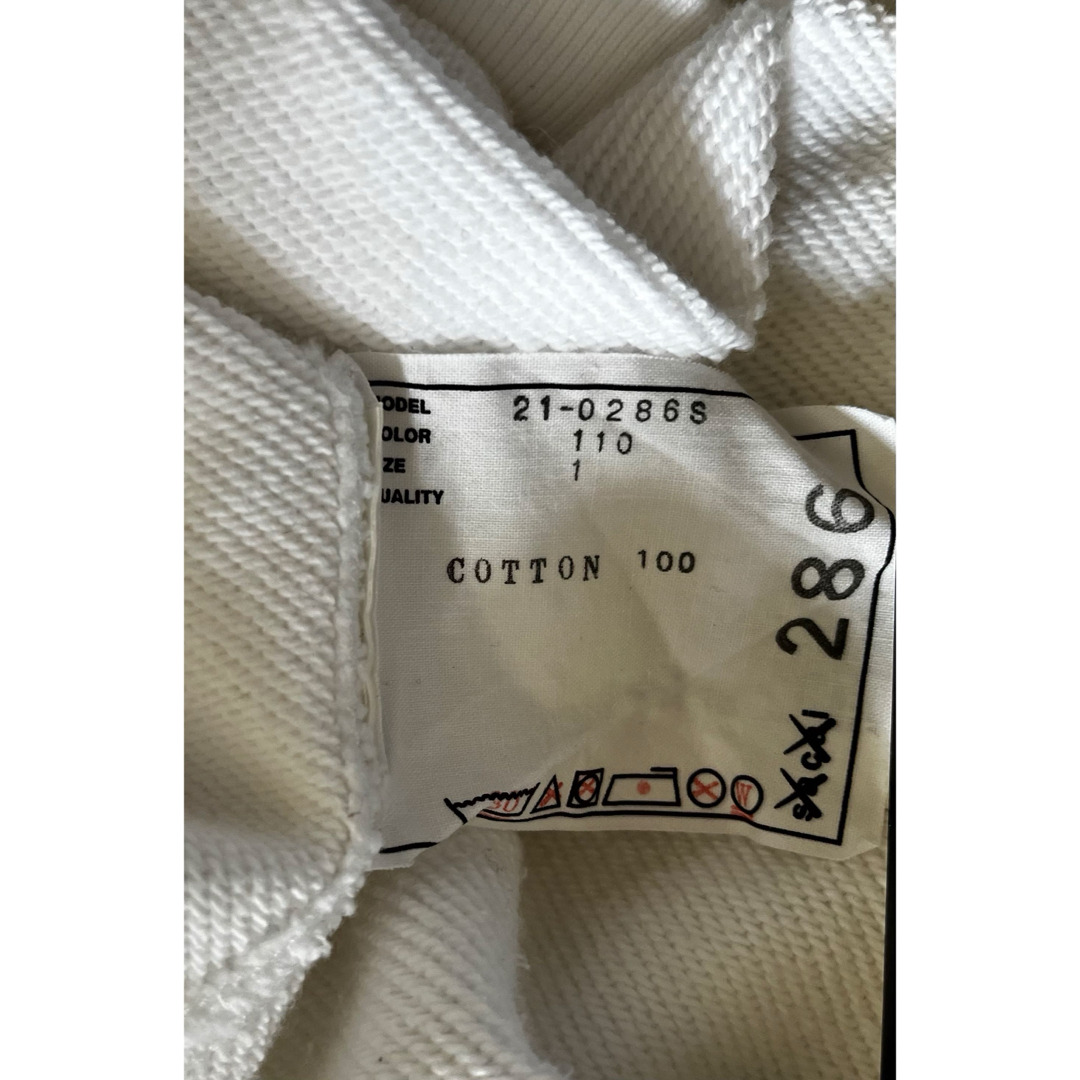 ODEL 21-0286S
OLOR 110
ZE 1
UALITY
COTTON 100
286
W